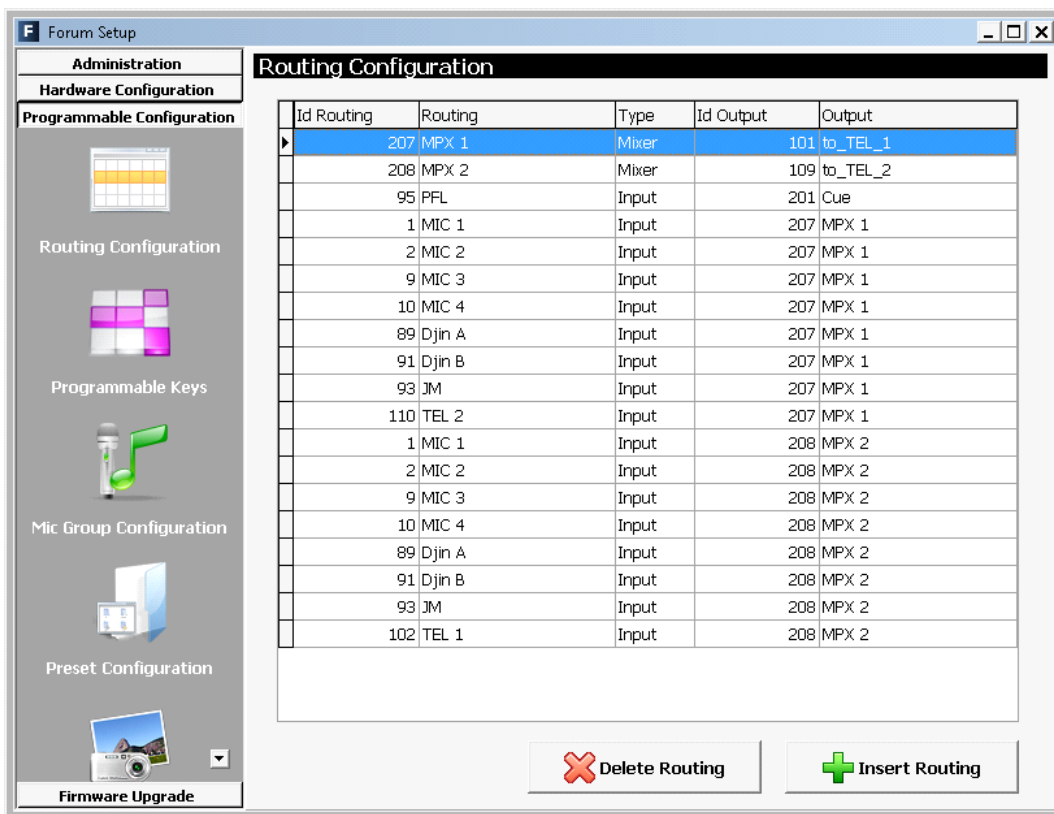 F Forum Setup
Administration
Hardware Configuration
Programmable Configuration
Routing Configuration
Programmable Keys
Mic Group Configuration
Preset Configuration
Firmware Upgrade
Routing Configuration
Id Routing Routing Type Id Output Output
207 MPX 1 Mixer 101 to_TEL_1
208 MPX 2 Mixer 109 to_TEL_2
95 PFL Input 201 Cue
1 MIC 1 Input 207 MPX 1
2 MIC 2 Input 207 MPX 1
9 MIC 3 Input 207 MPX 1
10 MIC 4 Input 207 MPX 1
89 Djin A Input 207 MPX 1
91 Djin B Input 207 MPX 1
93 JM Input 207 MPX 1
110 TEL 2 Input 207 MPX 1
1 MIC 1 Input 208 MPX 2
2 MIC 2 Input 208 MPX 2
9 MIC 3 Input 208 MPX 2
10 MIC 4 Input 208 MPX 2
89 Djin A Input 208 MPX 2
91 Djin B Input 208 MPX 2
93 JM Input 208 MPX 2
102 TEL 1 Input 208 MPX 2
Delete Routing Insert Routing